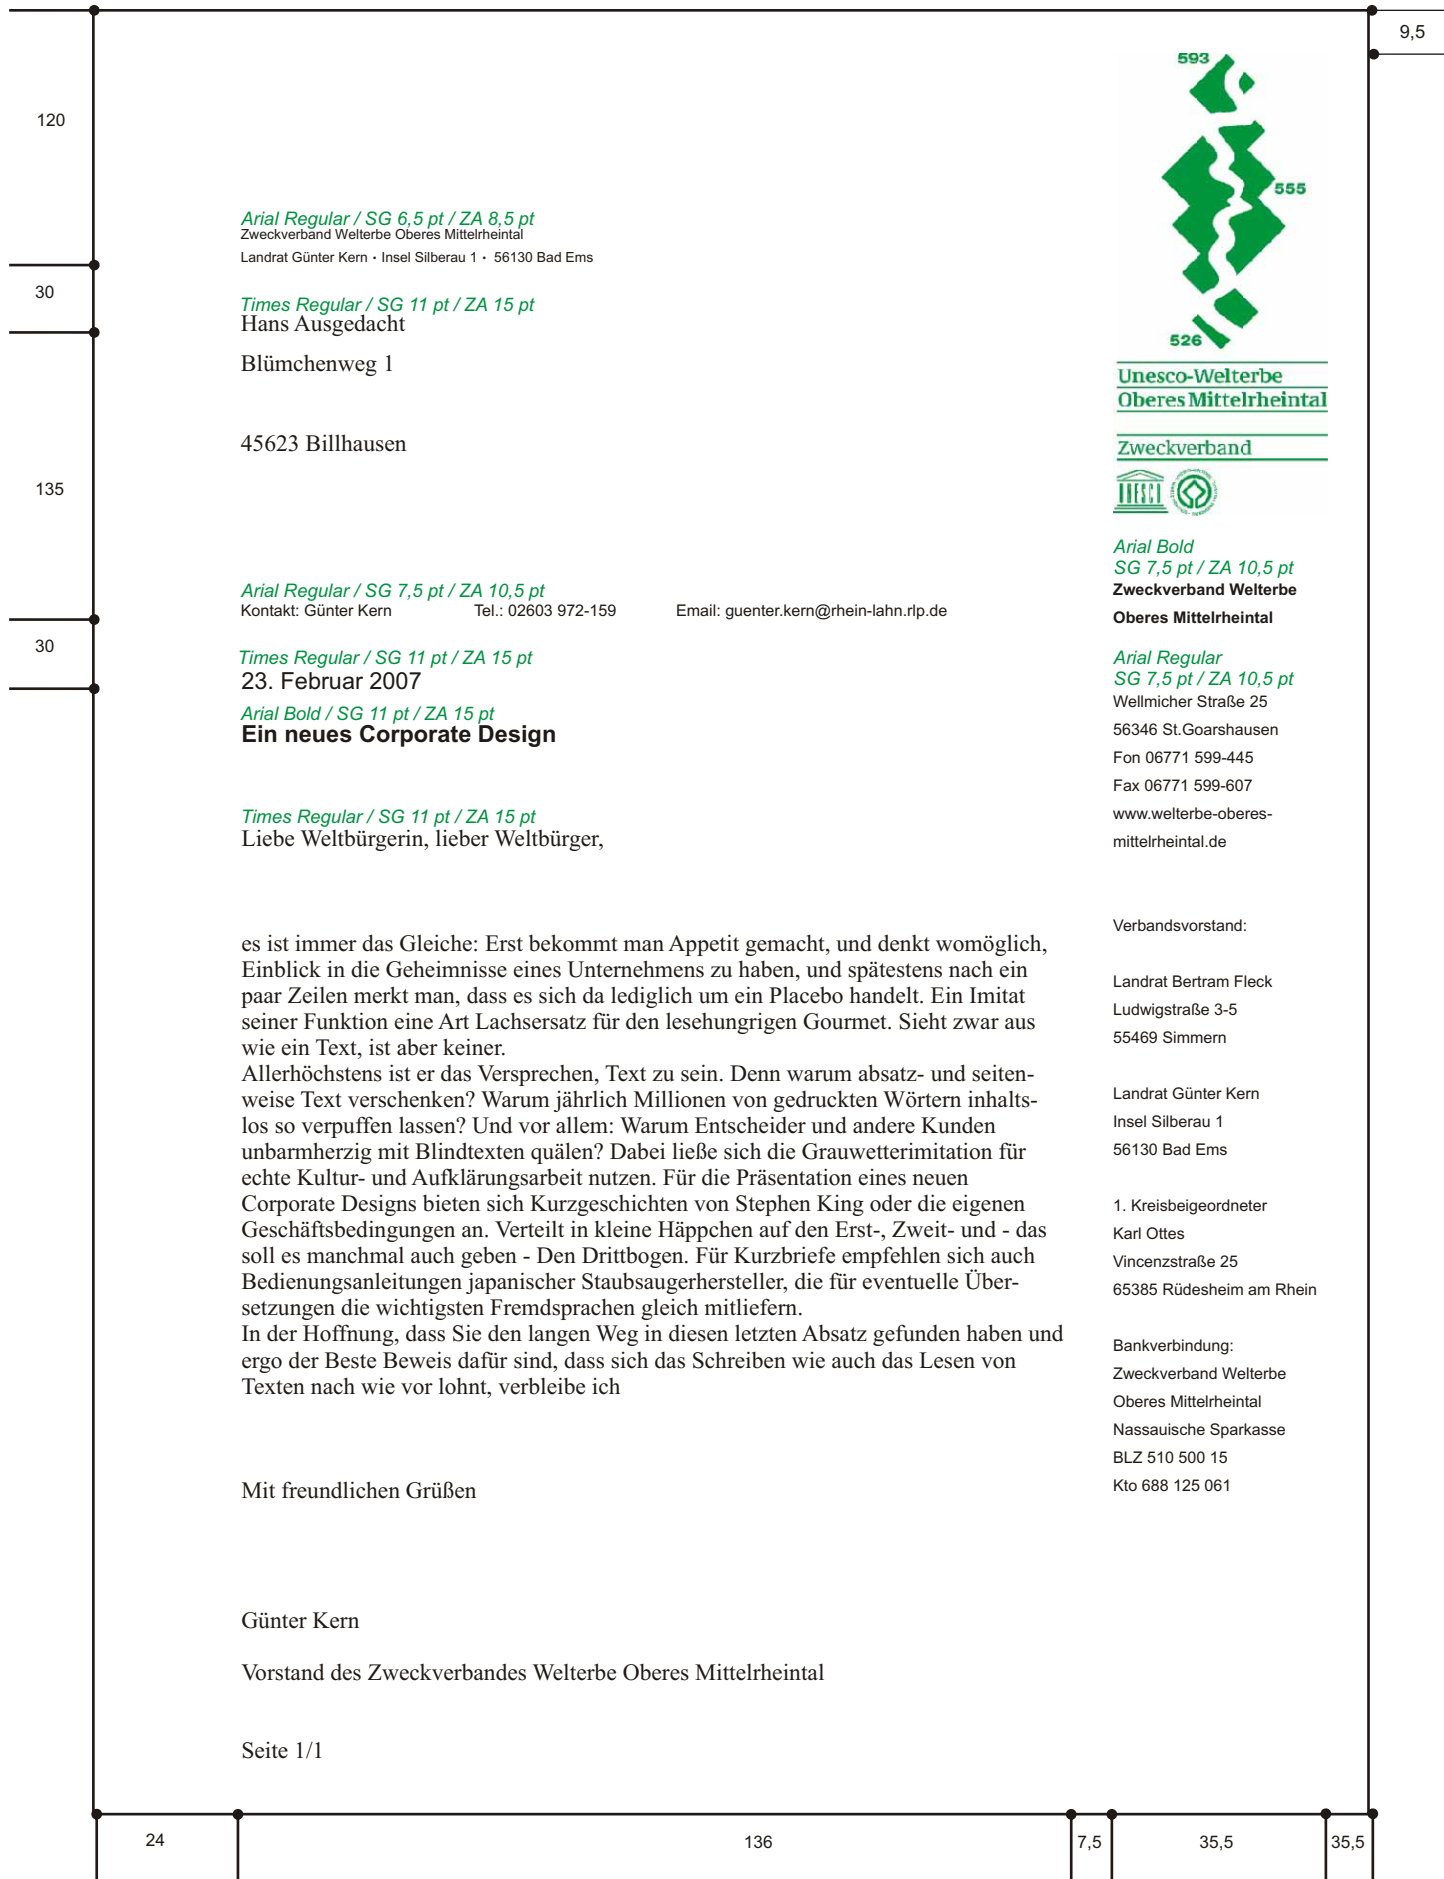 9,5
593
120
555
Arial Regular / SG 6,5 pt / ZA 8,5 pt
Zweckverband Welterbe Oberes Mittelrheintal
Landrat Günter Kern · Insel Silberau 1 · 56130 Bad Ems
30
Times Regular / SG 11 pt / ZA 15 pt
Hans Ausgedacht
526
Blümchenweg 1
Unesco-Welterbe
Oberes Mittelrheintal
45623 Billhausen
Zweckverband
135
UNESCO
Arial Bold
SG 7,5 pt / ZA 10,5 pt
Zweckverband Welterbe
Oberes Mittelrheintal
Arial Regular / SG 7,5 pt / ZA 10,5 pt
Kontakt: Günter Kern Tel.: 02603 972-159 Email: guenter.kern@rhein-lahn.rlp.de
30
Times Regular / SG 11 pt / ZA 15 pt
23. Februar 2007
Arial Bold / SG 11 pt / ZA 15 pt
Ein neues Corporate Design
Arial Regular
SG 7,5 pt / ZA 10,5 pt
Wellmicher Straße 25
56346 St.Goarshausen
Fon 06771 599-445
Fax 06771 599-607
www.welterbe-oberes-
mittelrheintal.de
Times Regular / SG 11 pt / ZA 15 pt
Liebe Weltbürgerin, lieber Weltbürger,
es ist immer das Gleiche: Erst bekommt man Appetit gemacht, und denkt womöglich,
Einblick in die Geheimnisse eines Unternehmens zu haben, und spätestens nach ein
paar Zeilen merkt man, dass es sich da lediglich um ein Placebo handelt. Ein Imitat
seiner Funktion eine Art Lachsersatz für den lesehungrigen Gourmet. Sieht zwar aus
wie ein Text, ist aber keiner.
Allerhöchstens ist er das Versprechen, Text zu sein. Denn warum absatz- und seiten-
weise Text verschenken? Warum jährlich Millionen von gedruckten Wörtern inhalts-
los so verpuffen lassen? Und vor allem: Warum Entscheider und andere Kunden
unbarmherzig mit Blindtexten quälen? Dabei ließe sich die Grauwetterimitation für
echte Kultur- und Aufklärungsarbeit nutzen. Für die Präsentation eines neuen
Corporate Designs bieten sich Kurzgeschichten von Stephen King oder die eigenen
Geschäftsbedingungen an. Verteilt in kleine Häppchen auf den Erst-, Zweit- und - das
soll es manchmal auch geben - Den Drittbogen. Für Kurzbriefe empfehlen sich auch
Bedienungsanleitungen japanischer Staubsaugerhersteller, die für eventuelle Über-
setzungen die wichtigsten Fremdsprachen gleich mitliefern.
In der Hoffnung, dass Sie den langen Weg in diesen letzten Absatz gefunden haben und
ergo der Beste Beweis dafür sind, dass sich das Schreiben wie auch das Lesen von
Texten nach wie vor lohnt, verbleibe ich
Mit freundlichen Grüßen
Günter Kern
Vorstand des Zweckverbandes Welterbe Oberes Mittelrheintal
Seite 1/1
Verbandsvorstand:
Landrat Bertram Fleck
Ludwigstraße 3-5
55469 Simmern
Landrat Günter Kern
Insel Silberau 1
56130 Bad Ems
1. Kreisbeigeordneter
Karl Ottes
Vincenzstraße 25
65385 Rüdesheim am Rhein
Bankverbindung:
Zweckverband Welterbe
Oberes Mittelrheintal
Nassauische Sparkasse
BLZ 510 500 15
Kto 688 125 061
24 136 7,5 35,5 35,5